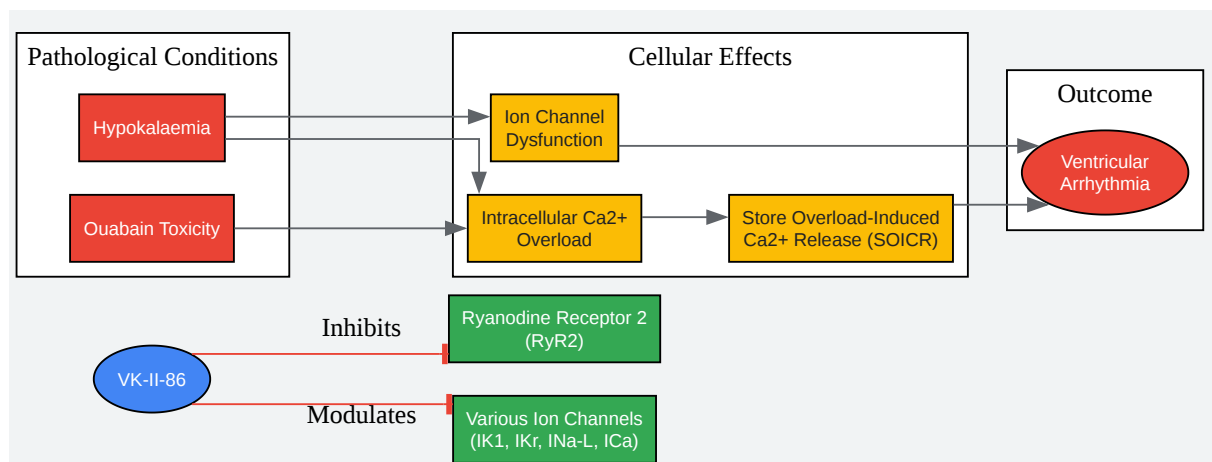 Pathological Conditions
Hypokalaemia
Ouabain Toxicity
Cellular Effects
Ion Channel
Dysfunction
Intracellular Ca2+
Overload
Store Overload-Induced
Ca2+ Release (SOICR)
Outcome
Ventricular
Arrhythmia
VK-II-86
Inhibits
Ryanodine Receptor 2
(RyR2)
Modulates
Various Ion Channels
(IK1, IKr, INa-L, ICa)